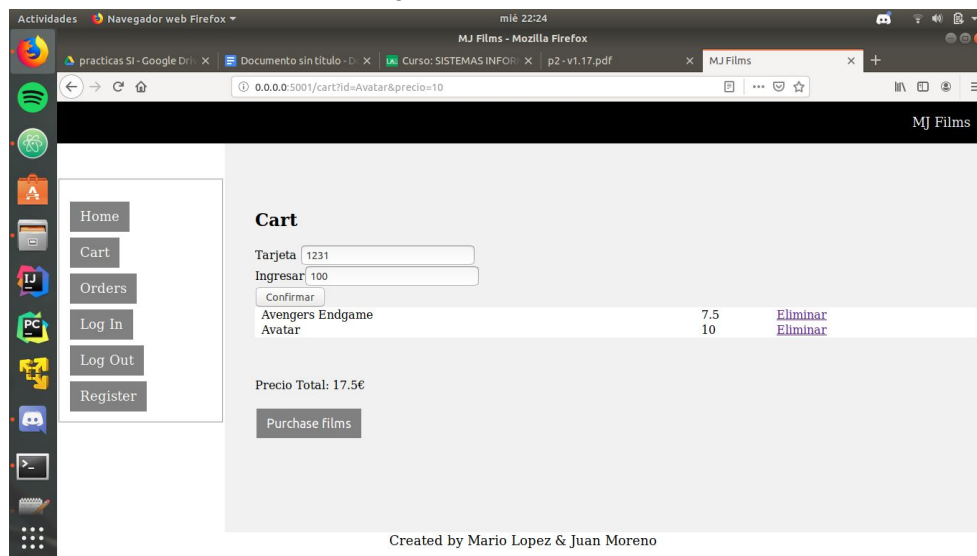 Actividades Navegador web Firefox mié 22:24
MJ Films - Mozilla Firefox
practicas SI - Google Dri Documento sin título - D Curso: SISTEMAS INFOR p2 - v1.17.pdf MJ Films
0.0.0.0:5001/cart?id=Avatar&precio=10
MJ Films
Home
Cart
Orders
Log In
Log Out
Register
Cart
Tarjeta 1231
Ingresar 100
Confirmar
Avengers Endgame 7.5 Eliminar
Avatar 10 Eliminar
Precio Total: 17.5€
Purchase films
Created by Mario Lopez & Juan Moreno